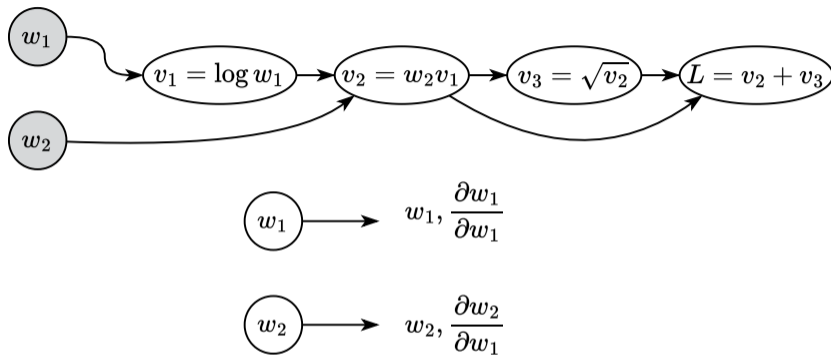 w₁
v₁ = log w₁
v₂ = w₂v₁
v₃ = √v₂
L = v₂ + v₃
w₂
w₁
w₁, ∂w₁/∂w₁
w₂
w₂, ∂w₂/∂w₁